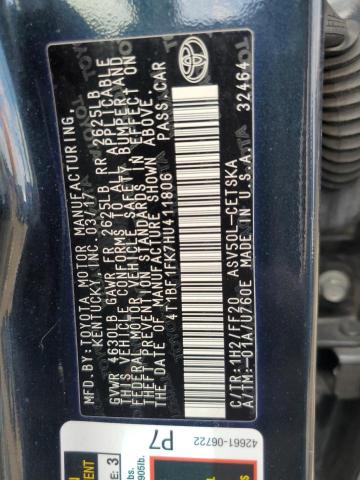 MFD. BY:TOYOTA MOTOR MANUFACTURING,
KENTUCKY, INC. 03/17
GVWR 4630LB GAWR FR 2625LB RR 2625LB
THIS VEHICLE CONFORMS TO ALL APPLICABLE
FEDERAL MOTOR VEHICLE SAFETY, BUMPER, AND
THEFT PREVENTION STANDARDS IN EFFECT ON
THE DATE OF MANUFACTURE SHOWN ABOVE.
4T1BF1FK7HU411806 PASS.CAR
C/TR:1H2/FF20 ASV50L-CETSKA
A/TM:-01A/U760E MADE IN U.S.A. 32464
TOYOTA
42661-06722
P7